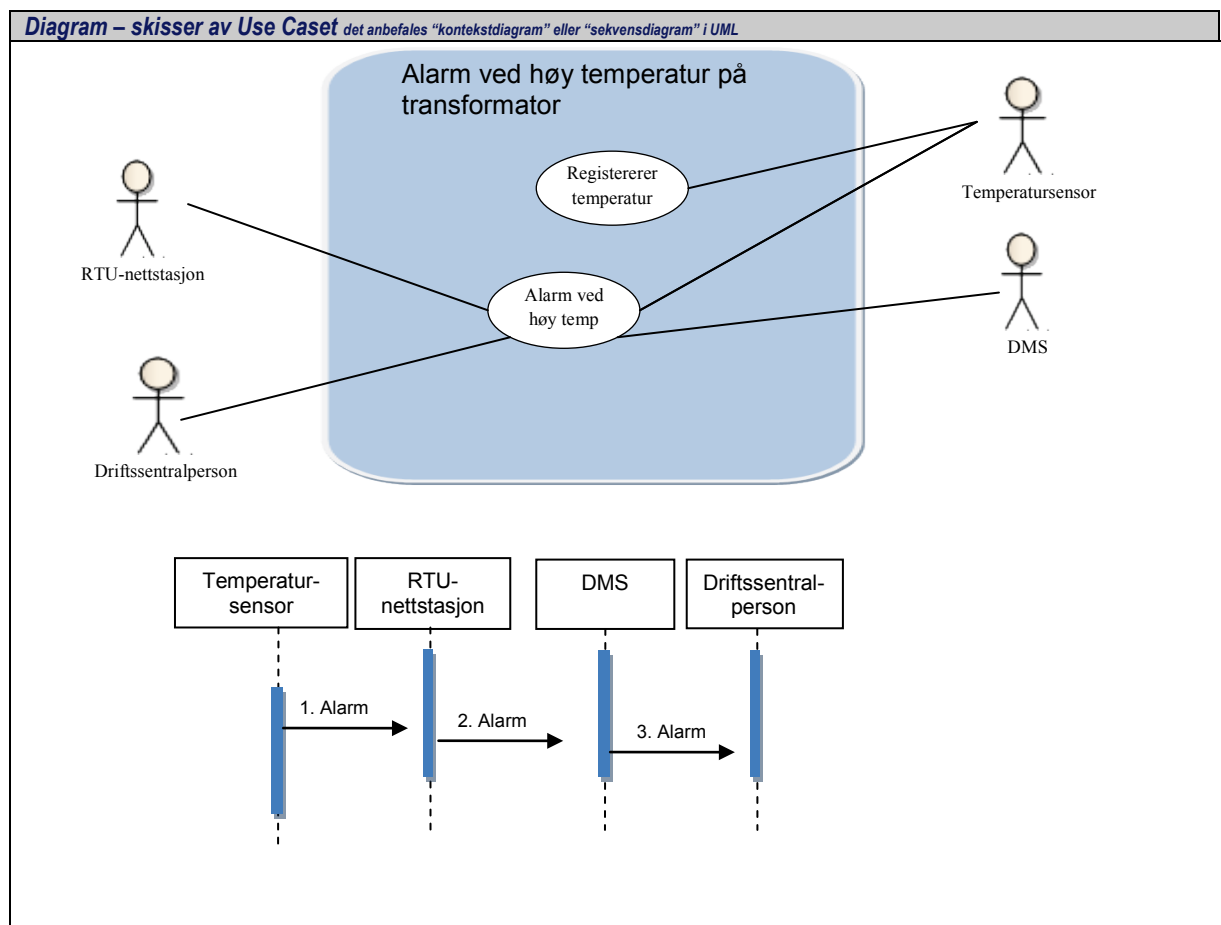 Diagram – skisser av Use Caset det anbefales “kontekstdiagram” eller “sekvensdiagram” i UML
Alarm ved høy temperatur på
transformator
Registererer
temperatur
Temperatursensor
RTU-nettstasjon
Alarm ved
høy temp
DMS
Driftssentralperson
Temperatur-
sensor
RTU-
nettstasjon
DMS
Driftssentral-
person
1. Alarm
2. Alarm
3. Alarm